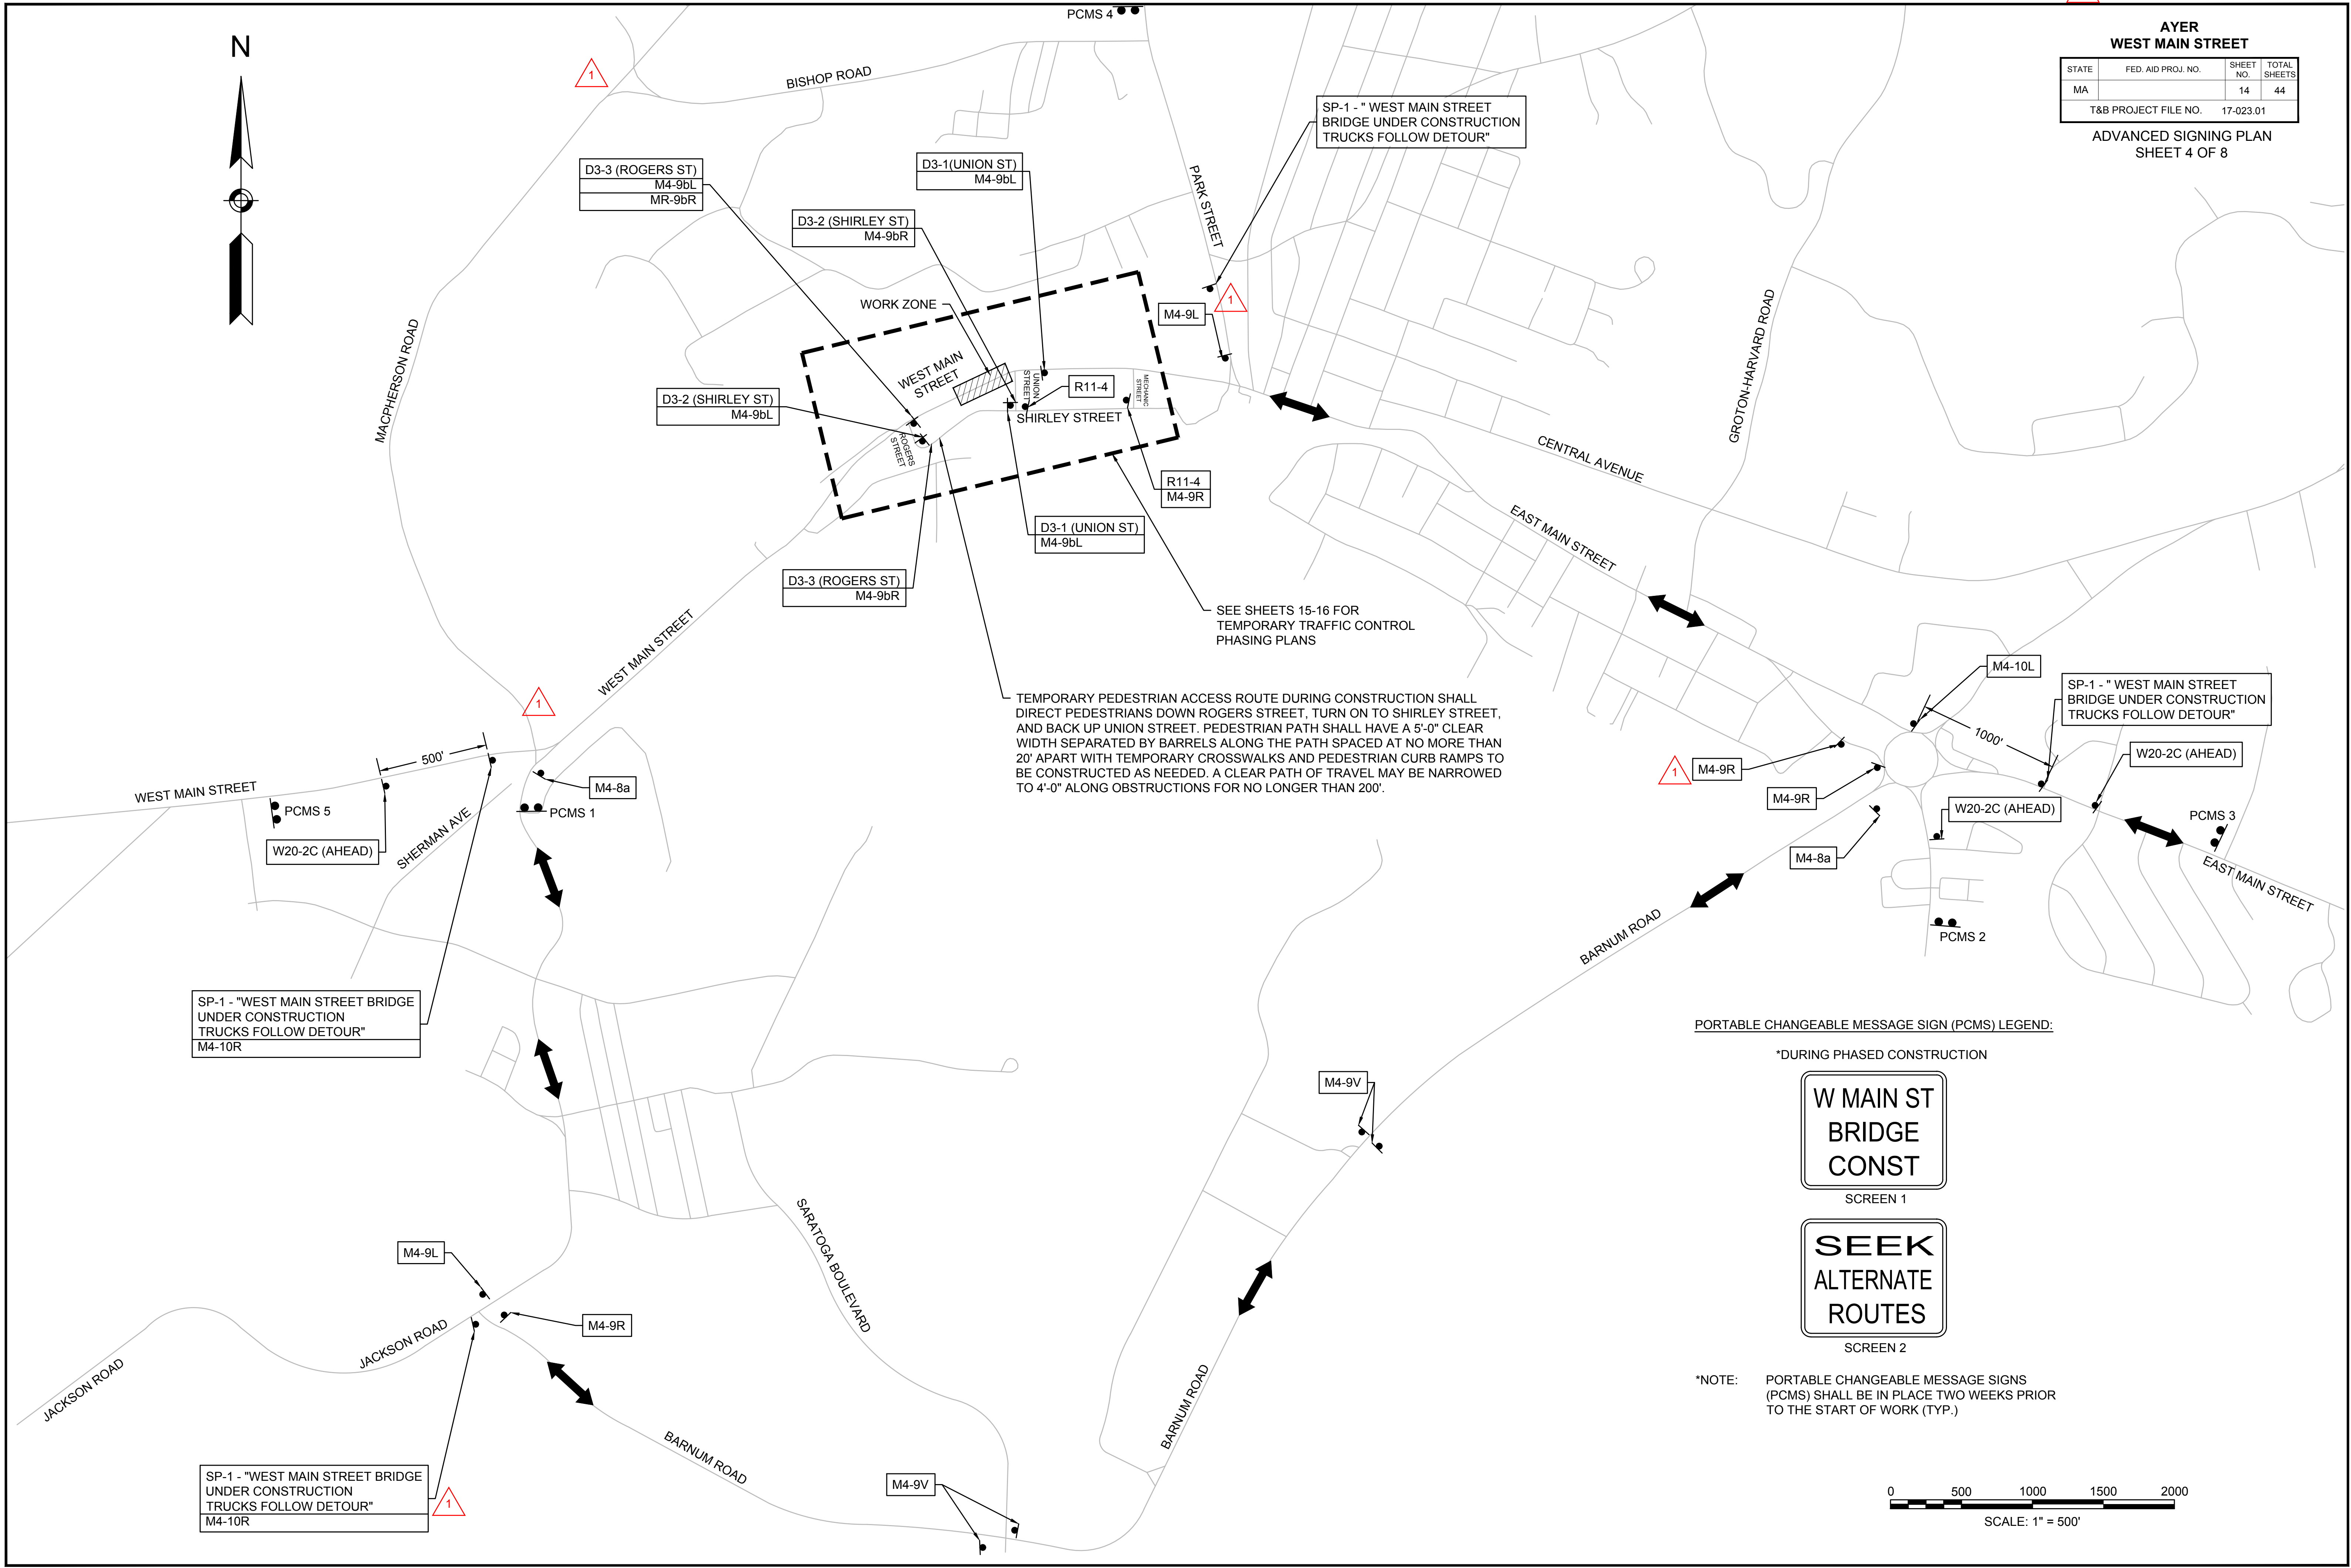 PCMS 4
AYER
WEST MAIN STREET
STATE
FED. AID PROJ. NO.
SHEET NO.
TOTAL SHEETS
MA
14
44
T&B PROJECT FILE NO.
17-023.01
ADVANCED SIGNING PLAN
SHEET 4 OF 8
N
1
BISHOP ROAD
SP-1 - " WEST MAIN STREET
BRIDGE UNDER CONSTRUCTION
TRUCKS FOLLOW DETOUR"
D3-3 (ROGERS ST)
M4-9bL
MR-9bR
D3-1(UNION ST)
M4-9bL
D3-2 (SHIRLEY ST)
M4-9bR
PARK STREET
WORK ZONE
1
M4-9L
MACPHERSON ROAD
GROTON-HARVARD ROAD
WEST MAIN
STREET
UNION
STREET
R11-4
MECHANIC
STREET
D3-2 (SHIRLEY ST)
M4-9bL
SHIRLEY STREET
ROGERS
STREET
CENTRAL AVENUE
R11-4
M4-9R
D3-1 (UNION ST)
M4-9bL
EAST MAIN STREET
D3-3 (ROGERS ST)
M4-9bR
SEE SHEETS 15-16 FOR
TEMPORARY TRAFFIC CONTROL
PHASING PLANS
WEST MAIN STREET
TEMPORARY PEDESTRIAN ACCESS ROUTE DURING CONSTRUCTION SHALL
DIRECT PEDESTRIANS DOWN ROGERS STREET, TURN ON TO SHIRLEY STREET,
AND BACK UP UNION STREET. PEDESTRIAN PATH SHALL HAVE A 5'-0" CLEAR
WIDTH SEPARATED BY BARRELS ALONG THE PATH SPACED AT NO MORE THAN
20' APART WITH TEMPORARY CROSSWALKS AND PEDESTRIAN CURB RAMPS TO
BE CONSTRUCTED AS NEEDED. A CLEAR PATH OF TRAVEL MAY BE NARROWED
TO 4'-0" ALONG OBSTRUCTIONS FOR NO LONGER THAN 200'.
M4-10L
SP-1 - " WEST MAIN STREET
BRIDGE UNDER CONSTRUCTION
TRUCKS FOLLOW DETOUR"
1
1000'
W20-2C (AHEAD)
500'
1
M4-9R
M4-9R
WEST MAIN STREET
M4-8a
PCMS 5
PCMS 1
W20-2C (AHEAD)
PCMS 3
SHERMAN AVE
W20-2C (AHEAD)
M4-8a
EAST MAIN STREET
BARNUM ROAD
PCMS 2
SP-1 - "WEST MAIN STREET BRIDGE
UNDER CONSTRUCTION
TRUCKS FOLLOW DETOUR"
M4-10R
PORTABLE CHANGEABLE MESSAGE SIGN (PCMS) LEGEND:
*DURING PHASED CONSTRUCTION
W MAIN ST
BRIDGE
CONST
SCREEN 1
SEEK
ALTERNATE
ROUTES
SCREEN 2
*NOTE: PORTABLE CHANGEABLE MESSAGE SIGNS
(PCMS) SHALL BE IN PLACE TWO WEEKS PRIOR
TO THE START OF WORK (TYP.)
M4-9V
SARATOGA BOULEVARD
M4-9L
M4-9R
JACKSON ROAD
JACKSON ROAD
BARNUM ROAD
BARNUM ROAD
SP-1 - "WEST MAIN STREET BRIDGE
UNDER CONSTRUCTION
TRUCKS FOLLOW DETOUR"
M4-10R
1
M4-9V
0 500 1000 1500 2000
SCALE: 1" = 500'